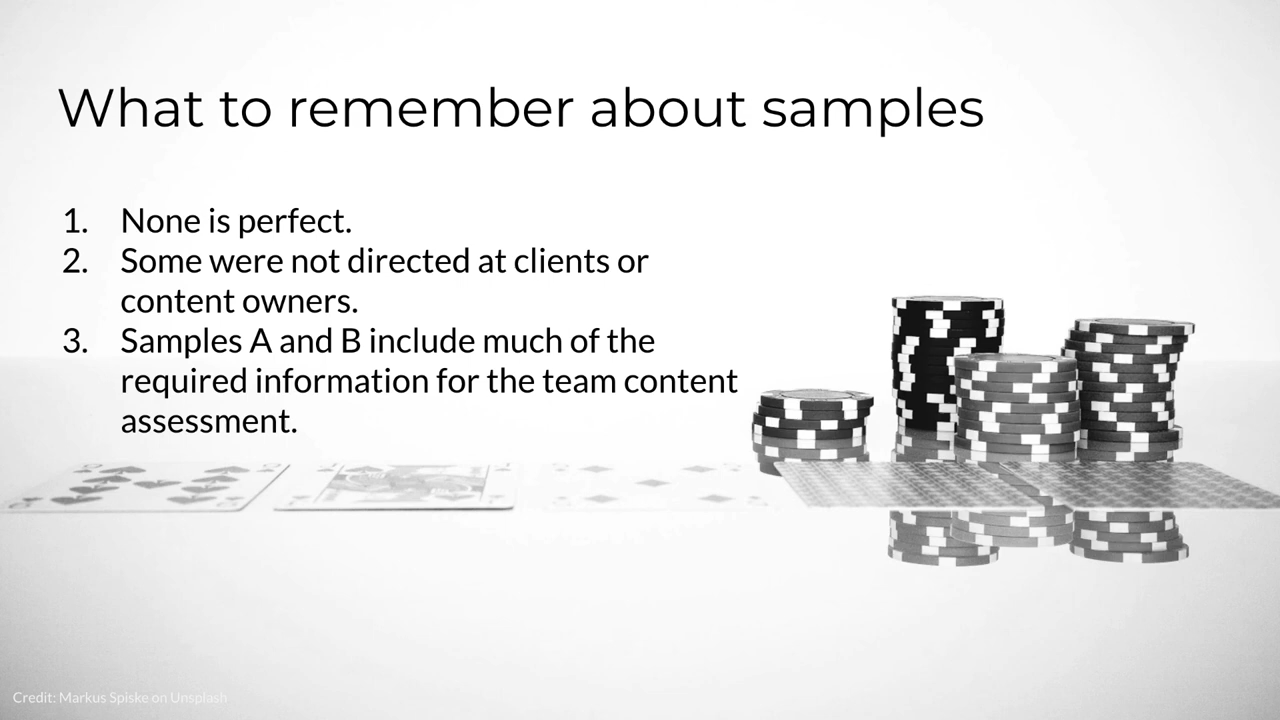 What to remember about samples
1. None is perfect.
2. Some were not directed at clients or
content owners.
3. Samples A and B include much of the
required information for the team content
assessment.
Credit: Markus Spiske on Unsplash